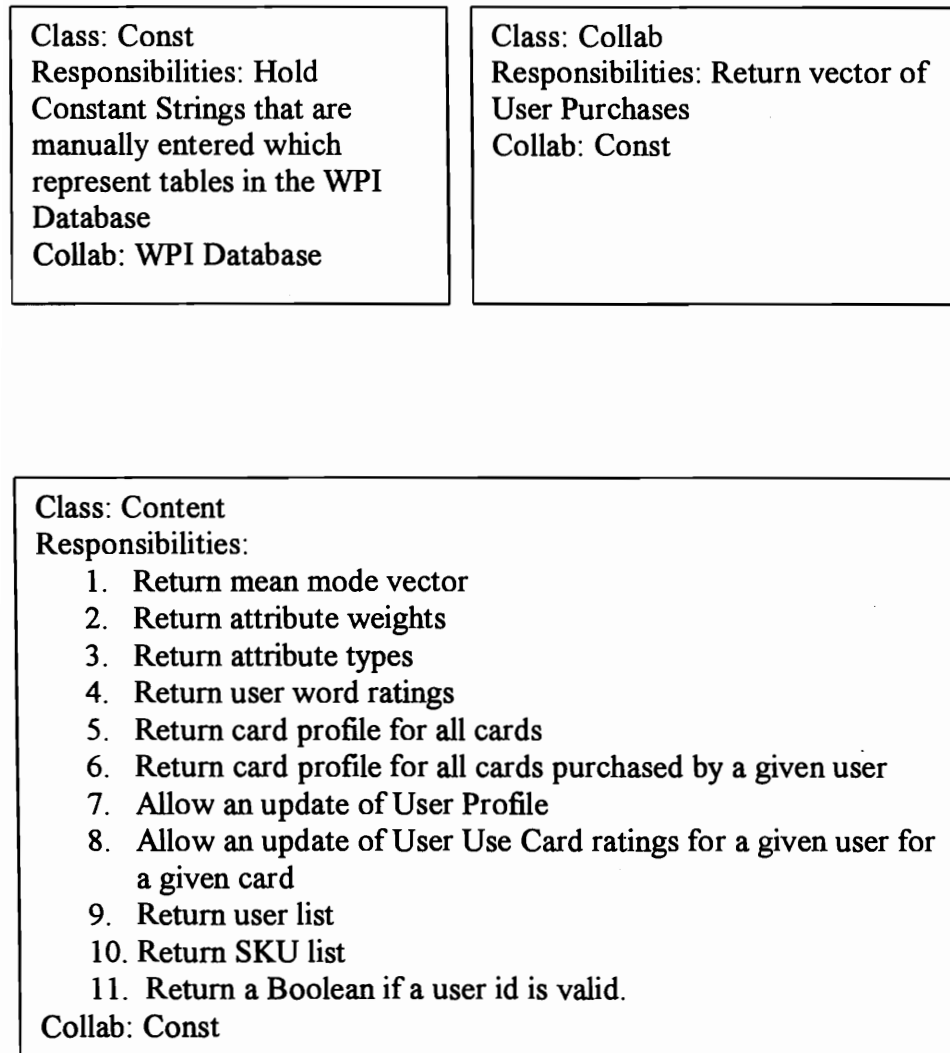 Class: Const
Responsibilities: Hold
Constant Strings that are
manually entered which
represent tables in the WPI
Database
Collab: WPI Database
Class: Collab
Responsibilities: Return vector of
User Purchases
Collab: Const
Class: Content
Responsibilities:
1. Return mean mode vector
2. Return attribute weights
3. Return attribute types
4. Return user word ratings
5. Return card profile for all cards
6. Return card profile for all cards purchased by a given user
7. Allow an update of User Profile
8. Allow an update of User Use Card ratings for a given user for
a given card
9. Return user list
10. Return SKU list
11. Return a Boolean if a user id is valid.
Collab: Const